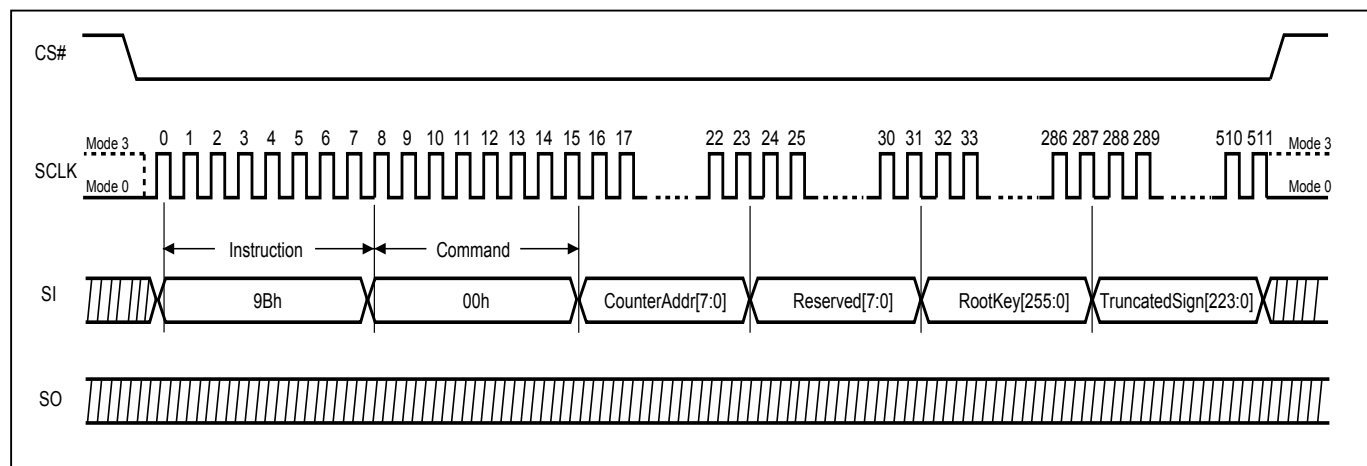 CS#
0 1 2 3 4 5 6 7 8 9 10 11 12 13 14 15 16 17 22 23 24 25 30 31 32 33 286 287 288 289 510 511
Mode 3 Mode 3
SCLK
Mode 0 Mode 0
Instruction Command
SI 9Bh 00h CounterAddr[7:0] Reserved[7:0] RootKey[255:0] TruncatedSign[223:0]
SO